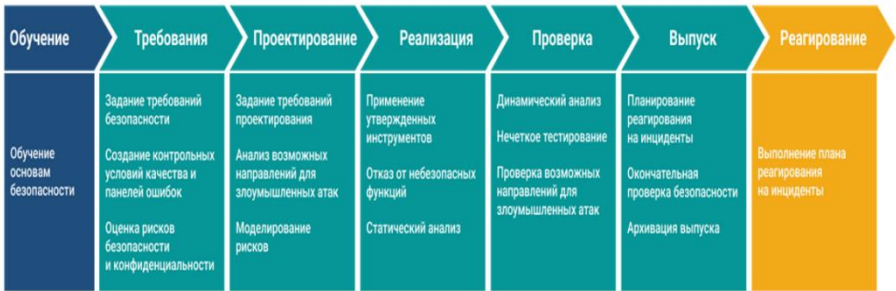 Обучение
Требования
Проектирование
Реализация
Проверка
Выпуск
Реагирование
Обучение
основам
безопасности
Задание требований
безопасности
Создание контрольных
условий качества и
панелей ошибок
Оценка рисков
безопасности
и конфиденциальности
Задание требований
проектирования
Анализ возможных
направлений для
злоумышленных атак
Моделирование
рисков
Применение
утвержденных
инструментов
Отказ от небезопасных
функций
Статический анализ
Динамический анализ
Нечеткое тестирование
Проверка возможных
направлений для
злоумышленных атак
Планирование
реагирования
на инциденты
Окончательная
проверка безопасности
Архивация выпуска
Выполнение плана
реагирования
на инциденты